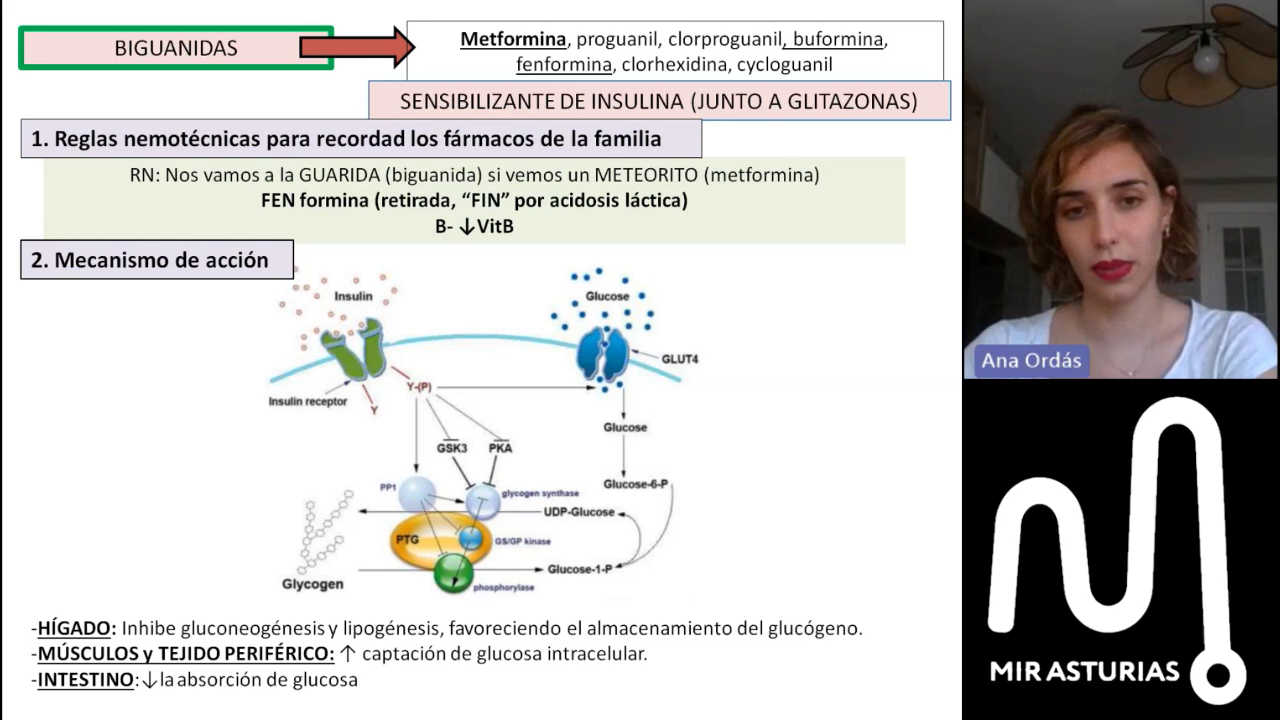 BIGUANIDAS
Metformina, proguanil, clorproguanil, buformina,
fenformina, clorhexidina, cycloguanil
SENSIBILIZANTE DE INSULINA (JUNTO A GLITAZONAS)
1. Reglas nemotécnicas para recordad los fármacos de la familia
RN: Nos vamos a la GUARIDA (biguanida) si vemos un METEORITO (metformina)
FEN formina (retirada, “FIN” por acidosis láctica)
B- ↓VitB
2. Mecanismo de acción
Insulin
Glucose
GLUT4
Insulin receptor
Y-(P)
Y
Glucose
GSK3
PKA
Glucose-6-P
PP1
glycogen synthase
UDP-Glucose
PTG
GS/GP kinase
Glycogen
Glucose-1-P
phosphorylase
-HÍGADO: Inhibe gluconeogénesis y lipogénesis, favoreciendo el almacenamiento del glucógeno.
-MÚSCULOS y TEJIDO PERIFÉRICO: ↑ captación de glucosa intracelular.
-INTESTINO:↓la absorción de glucosa
Ana Ordás
MIR ASTURIAS